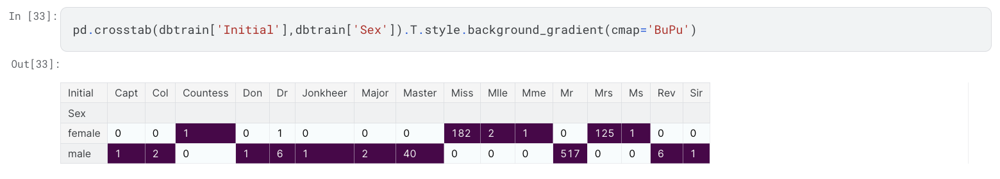 In [33]:
pd.crosstab(dbtrain['Initial'],dbtrain['Sex']).T.style.background_gradient(cmap='BuPu')
Out[33]:
Initial Capt Col Countess Don Dr Jonkheer Major Master Miss Mlle Mme Mr Mrs Ms Rev Sir
Sex
female 0 0 1 0 1 0 0 0 182 2 1 0 125 1 0 0
male 1 2 0 1 6 1 2 40 0 0 0 517 0 0 6 1